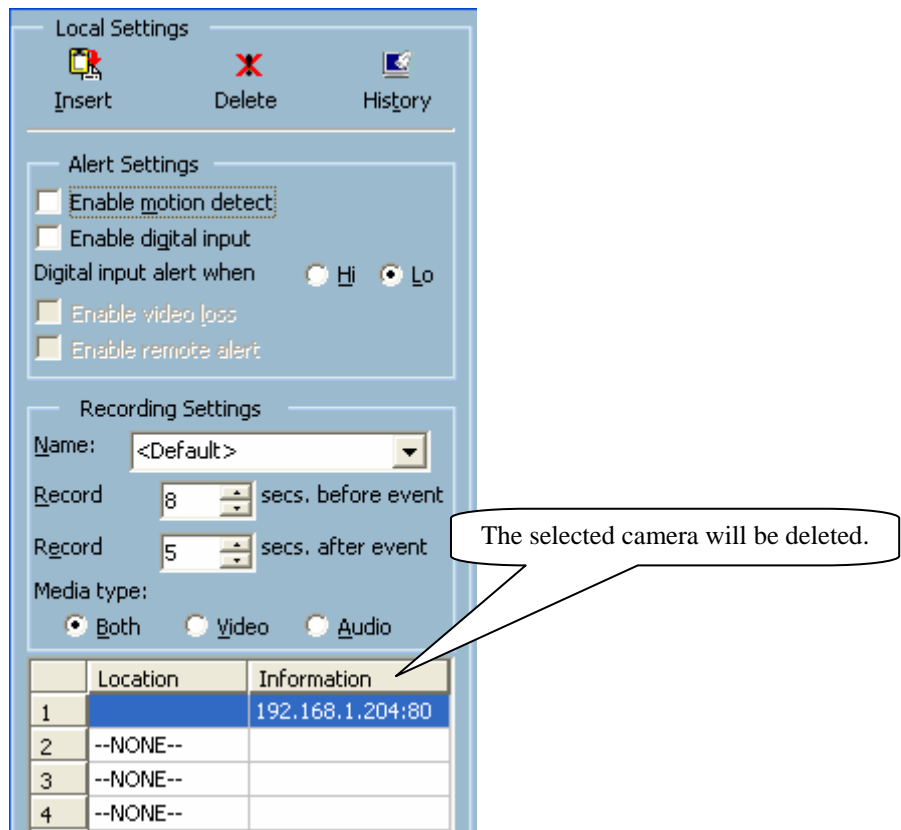 Local Settings
Insert Delete History
Alert Settings
Enable motion detect
Enable digital input
Digital input alert when Hi Lo
Enable video loss
Enable remote alert
Recording Settings
Name: <Default>
Record 8 secs. before event
Record 5 secs. after event
The selected camera will be deleted.
Media type:
Both Video Audio
Location Information
1 192.168.1.204:80
2 --NONE--
3 --NONE--
4 --NONE--